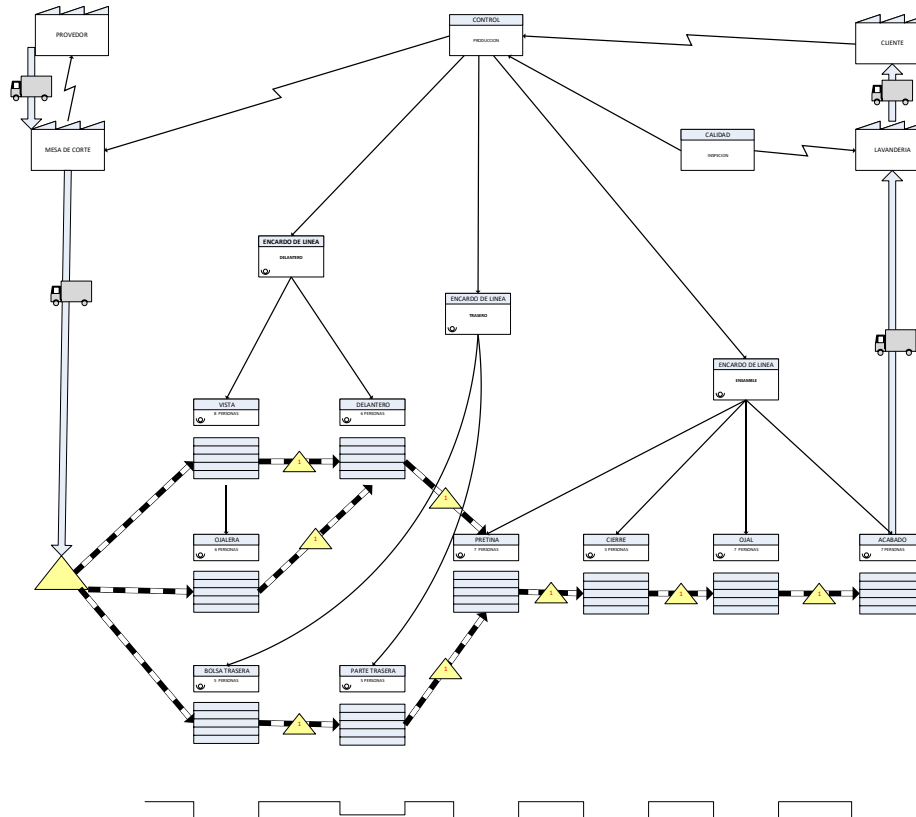 CONTROL
PRODUCCION
PROVEDOR
CLIENTE
MESA DE CORTE
CALIDAD
INSPECION
LAVANDERIA
ENCARDO DE LINEA
DELANTERO
ENCARDO DE LINEA
TRASERO
ENCARDO DE LINEA
ENSAMBLE
VISTA
8 PERSONAS
DELANTERO
6 PERSONAS
1
1
OJALERA
6 PERSONAS
1
PRETINA
7 PERSONAS
CIERRE
5 PERSONAS
OJAL
7 PERSONAS
ACABADO
7 PERSONAS
1
1
1
BOLSA TRASERA
5 PERSONAS
PARTE TRASERA
5 PERSONAS
1
1